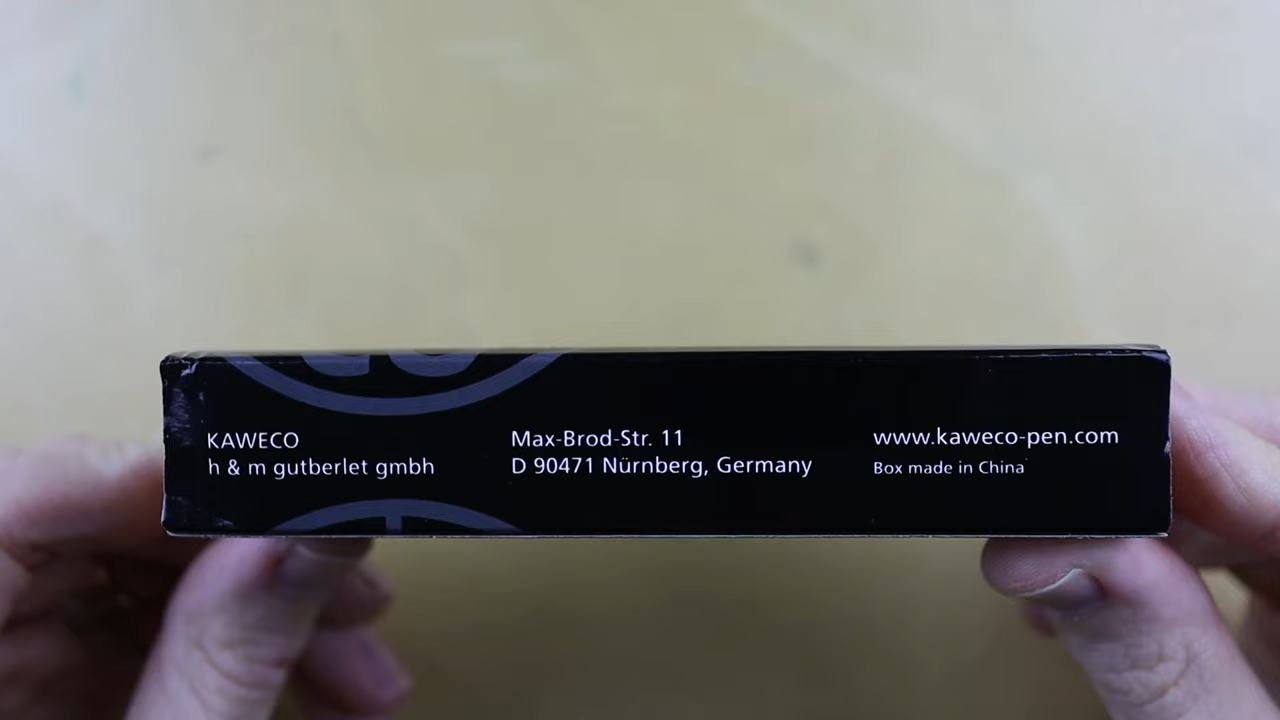 KAWECO
h & m gutberlet gmbh
Max-Brod-Str. 11
D 90471 Nürnberg, Germany
www.kaweco-pen.com
Box made in China